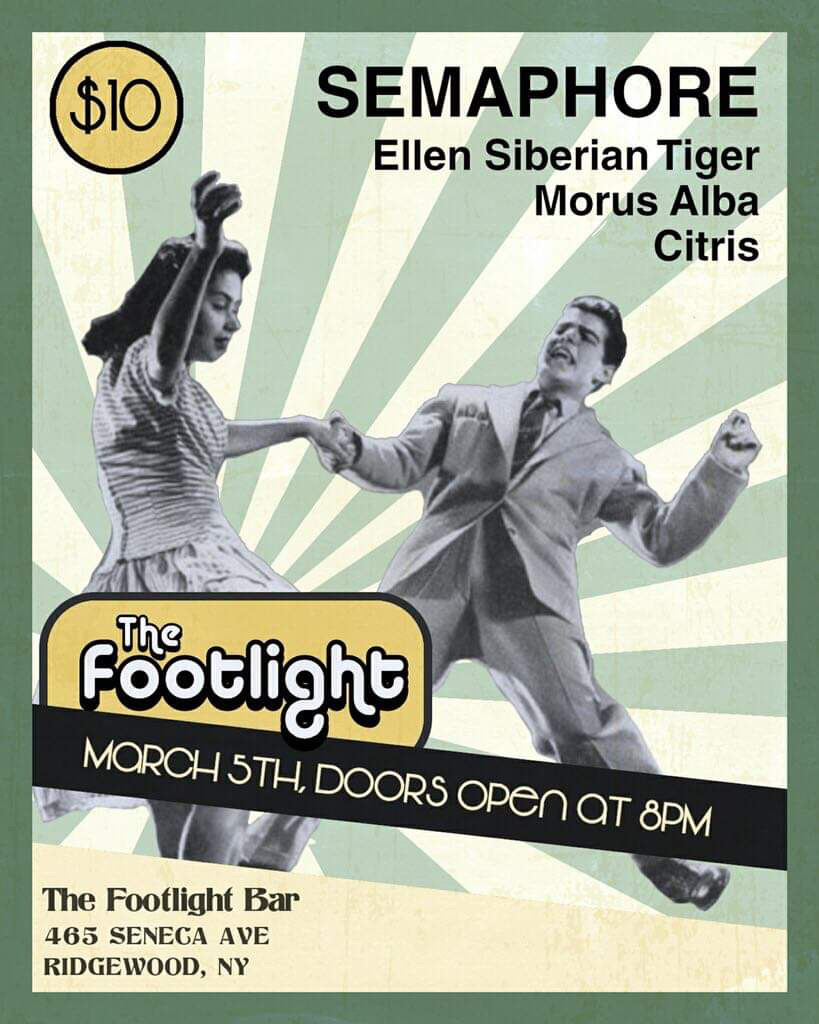 $10
SEMAPHORE
Ellen Siberian Tiger
Morus Alba
Citris
The
Footlight
MARCH 5TH, DOORS OPEN AT 8PM
The Footlight Bar
465 SENECA AVE
RIDGEWOOD, NY